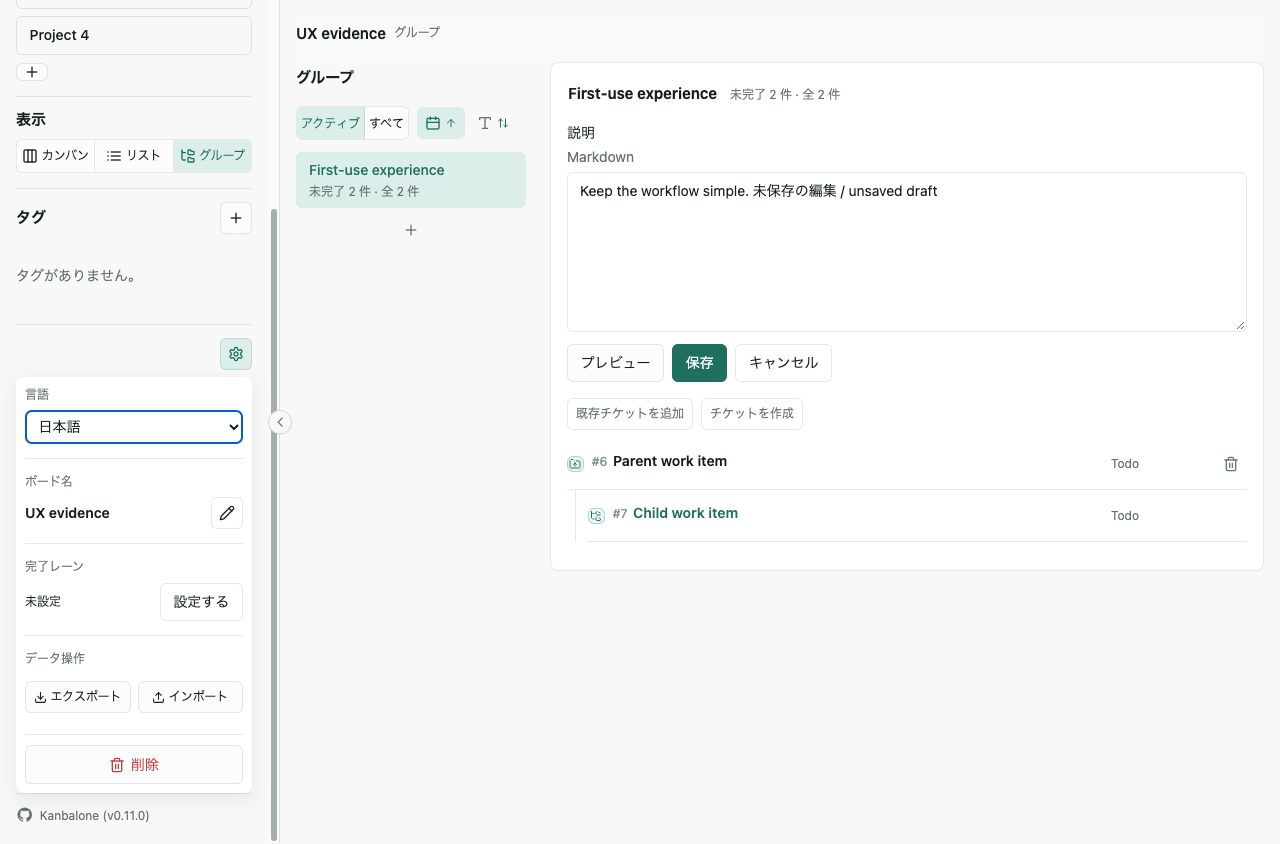 Project 4
表示
カンバン
リスト
グループ
タグ
タグがありません。
言語
日本語
ボード名
UX evidence
完了レーン
未設定
設定する
データ操作
エクスポート
インポート
削除
Kanbalone (v0.11.0)
UX evidence グループ
グループ
アクティブ
すべて
First-use experience
未完了 2 件 · 全 2 件
First-use experience 未完了 2 件 · 全 2 件
説明
Markdown
Keep the workflow simple. 未保存の編集 / unsaved draft
プレビュー
保存
キャンセル
既存チケットを追加
チケットを作成
#6 Parent work item Todo
#7 Child work item Todo